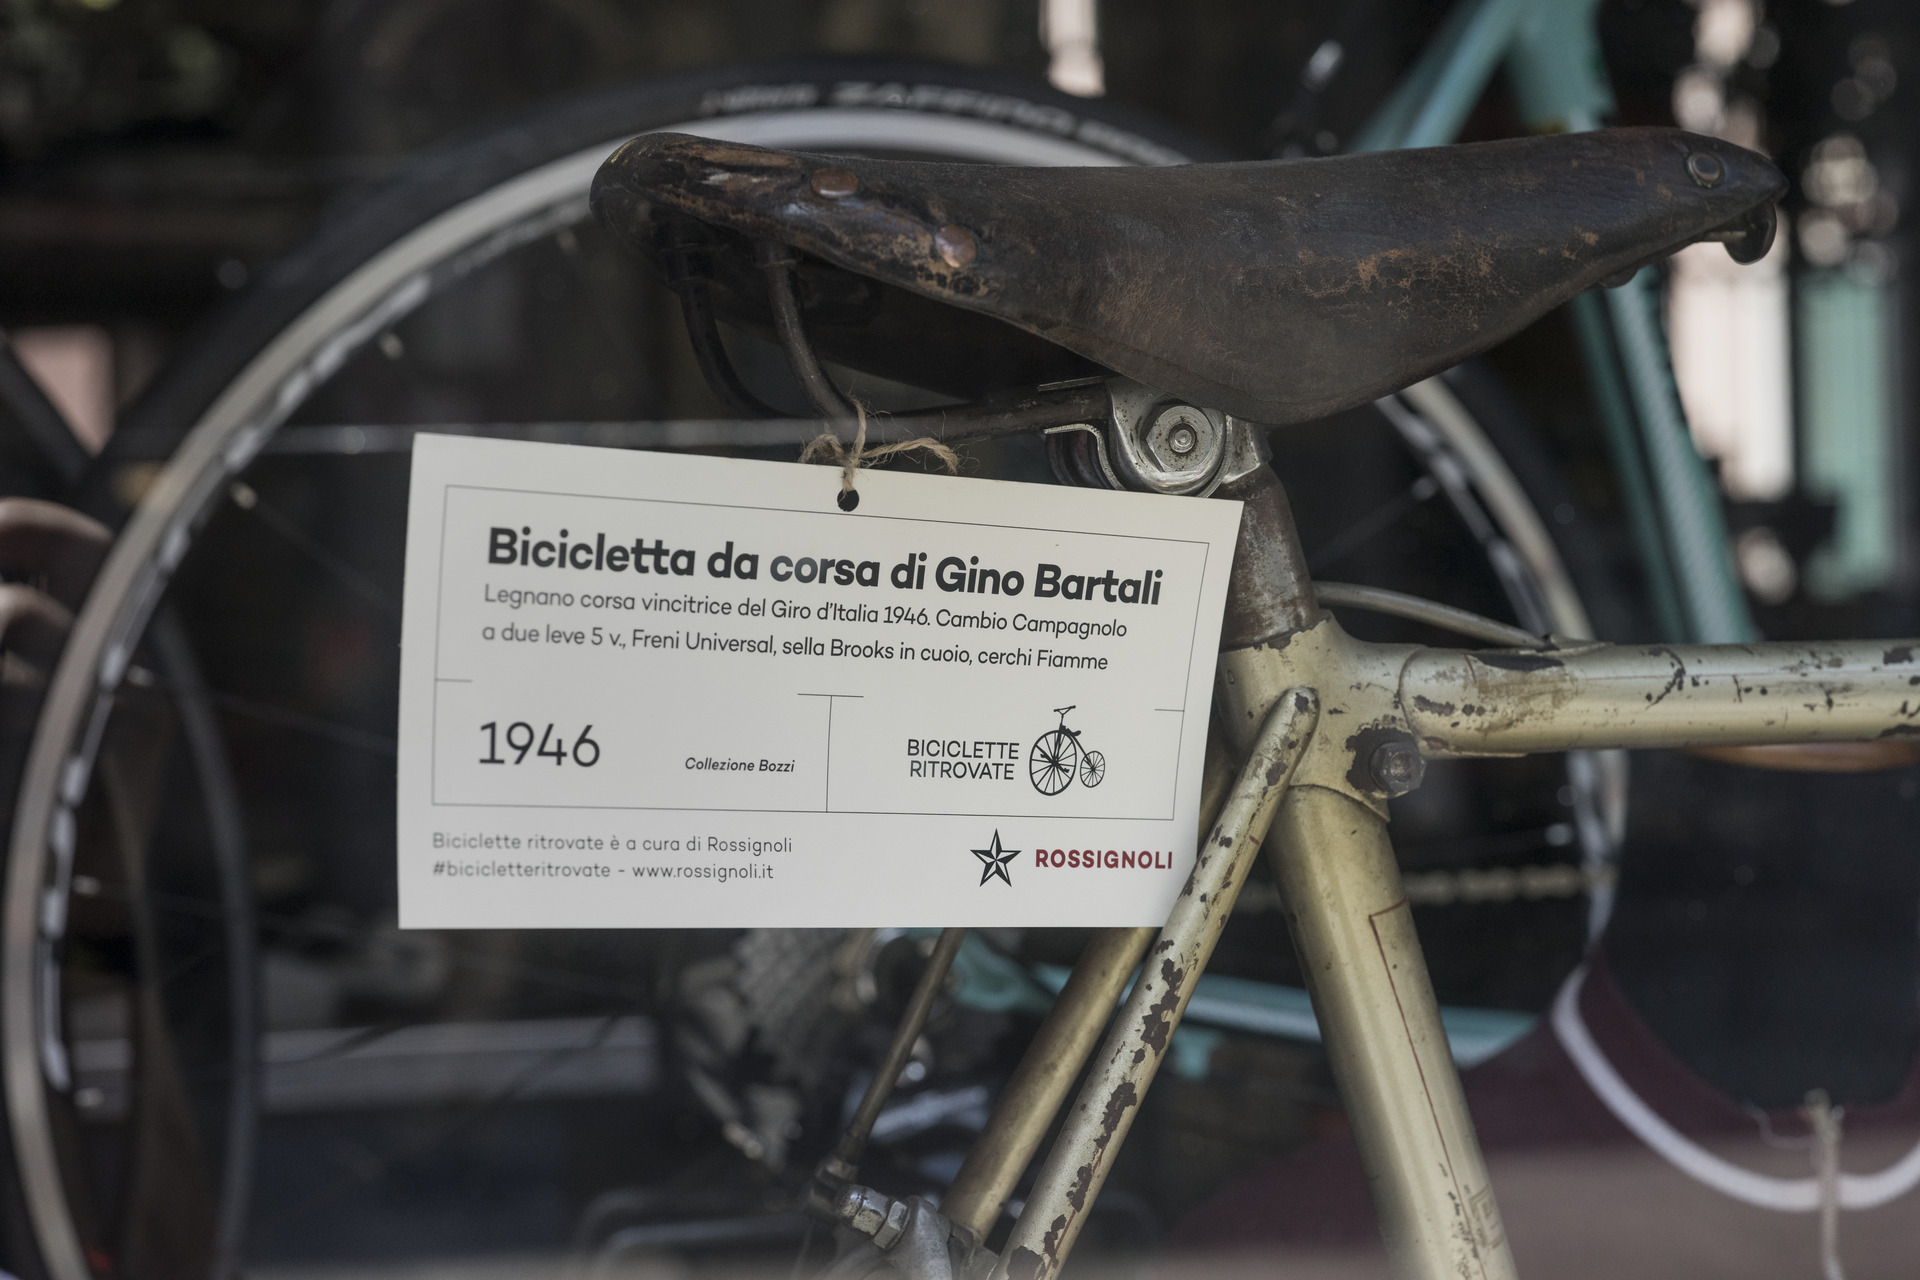 ZAFFIRO
Bicicletta da corsa di Gino Bartali
Legnano corsa vincitrice del Giro d'Italia 1946. Cambio Campagnolo
a due leve 5 v., Freni Universal, sella Brooks in cuoio, cerchi Fiamme
1946
Collezione Bozzi
BICICLETTE
RITROVATE
Biciclette ritrovate è a cura di Rossignoli
#bicicletteritrovate - www.rossignoli.it
ROSSIGNOLI